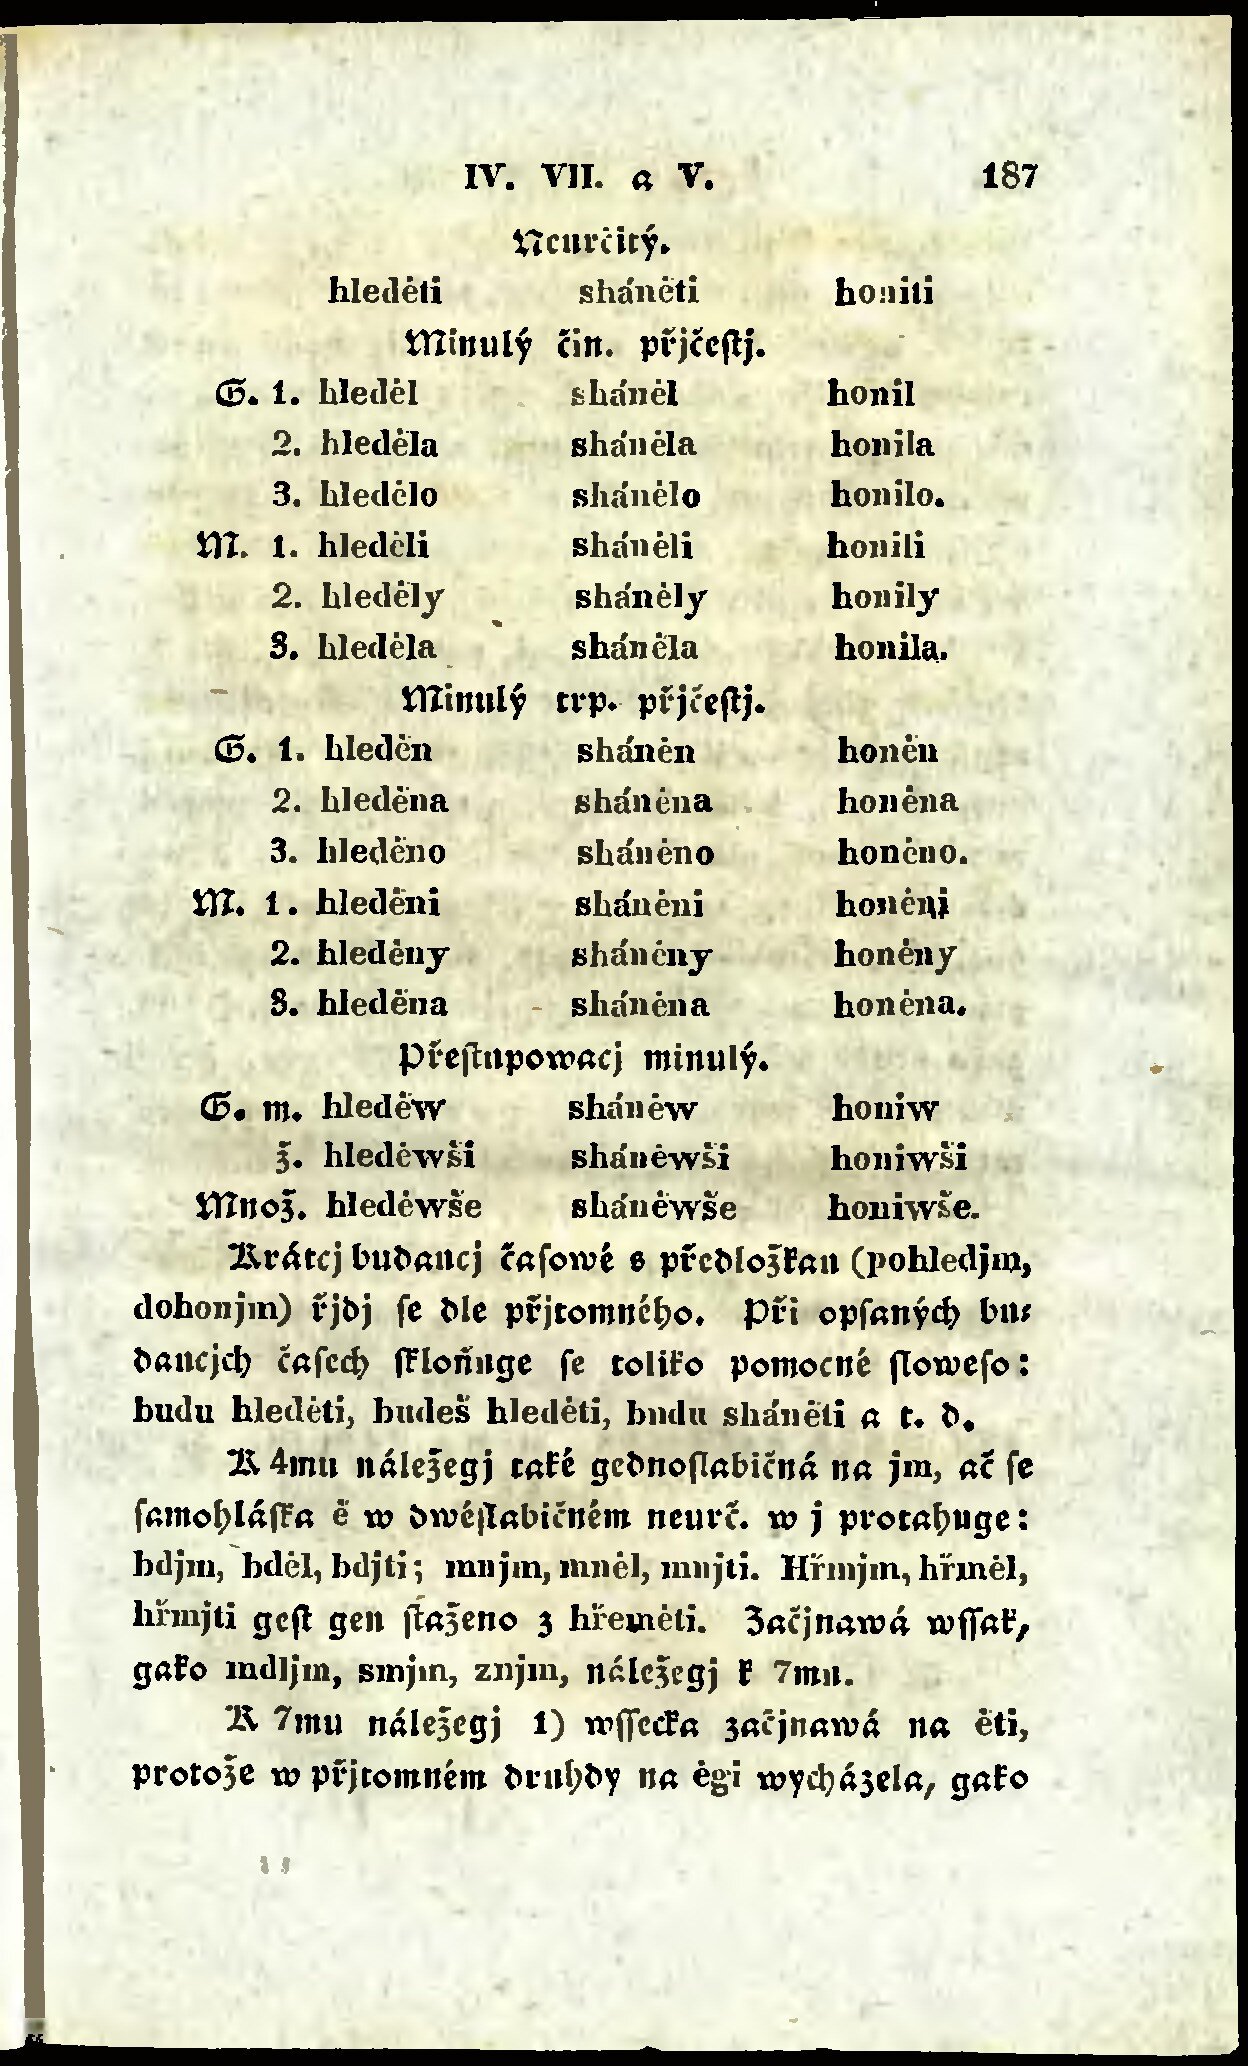 IV. VII. a V. 187
Neurčitý.
hleděti sháněti honiti
Minulý čin. přjčestj.
G. 1. hleděl sháněl honil
2. hleděla sháněla honila
3. hledělo shánělo honilo.
M. 1. hleděli sháněli honili
2. hleděly sháněly honily
3. hleděla sháněla honila.
Minulý trp. přjčestj.
G. 1. hleděn sháněn honěn
2. hleděna sháněna honěna
3. hleděno sháněno honěno.
M. 1. hleděni sháněni honěni
2. hleděny sháněny honěny
3. hleděna sháněna honěna.
Přestupowacj minulý.
G. m. hleděw sháněw honiw
ž. hleděwši sháněwši honiwši
Množ. hleděwše sháněwše honiwše.
Krátcj budaucj časowé s předložkau (pohledjm,
dohonjm) řjdj se dle přjtomného. Při opsaných bu-
daucjch časech skloňuge se toliko pomocné sloweso:
budu hleděti, budeš hleděti, budu sháněti a t. d.
K 4mu náležegj také gednoslabičná na jm, ač se
samohláska ě w dwéslabičném neurč. w j protahuge:
bdjm, bděl, bdjti; mnjm, mněl, mnjti. Hřmjm, hřměl,
hřmjti gest gen staženo z hřeměti. Začjnawá wssak,
gako mdljm, smjm, znjm, náležegj k 7mu.
K 7mu náležegj 1) wssecka začjnawá na ěti,
protože w přjtomném druhdy na ěgi wycházela, gako